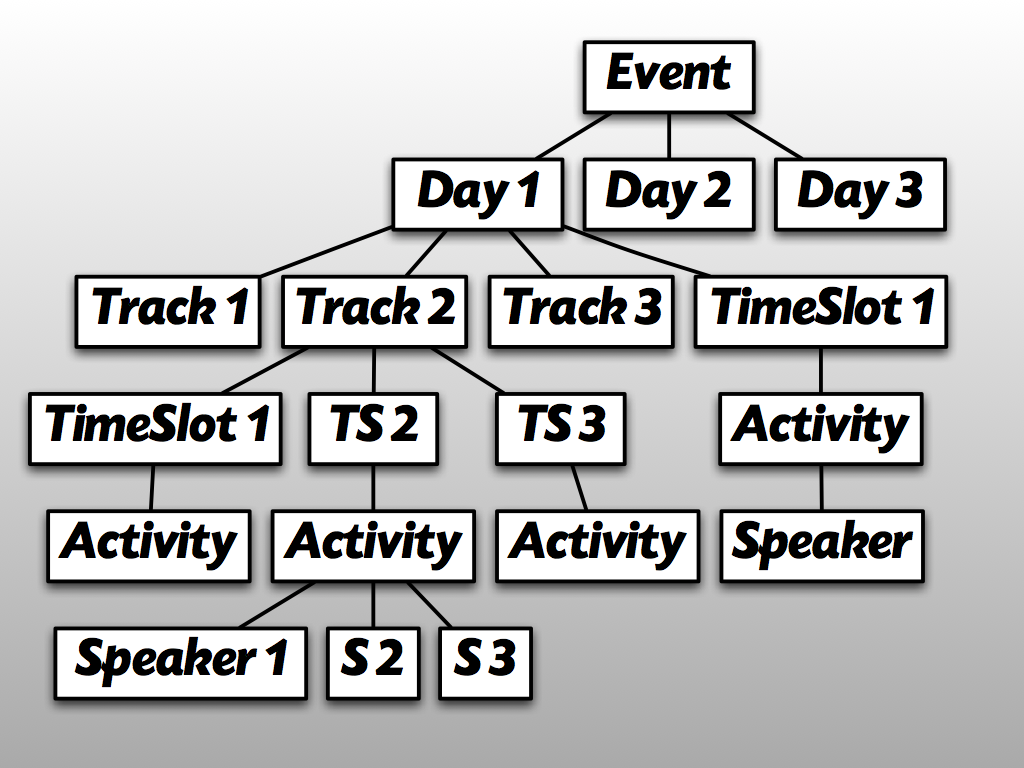 Event
Day 1 Day 2 Day 3
Track 1 Track 2 Track 3 TimeSlot 1
TimeSlot 1 TS 2 TS 3 Activity
Activity Activity Activity Speaker
Speaker 1 S 2 S 3